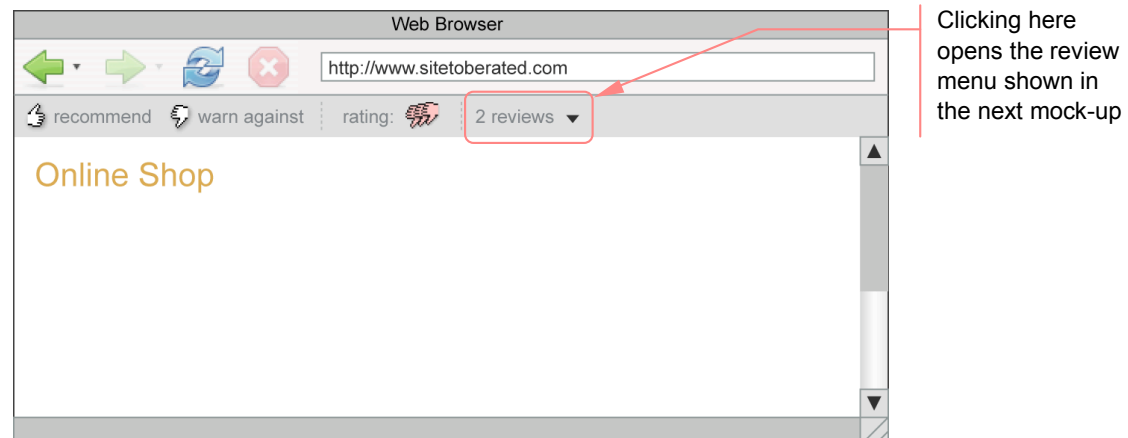 Web Browser
http://www.sitetoberated.com
recommend warn against rating: 2 reviews
Online Shop
Clicking here
opens the review
menu shown in
the next mock-up